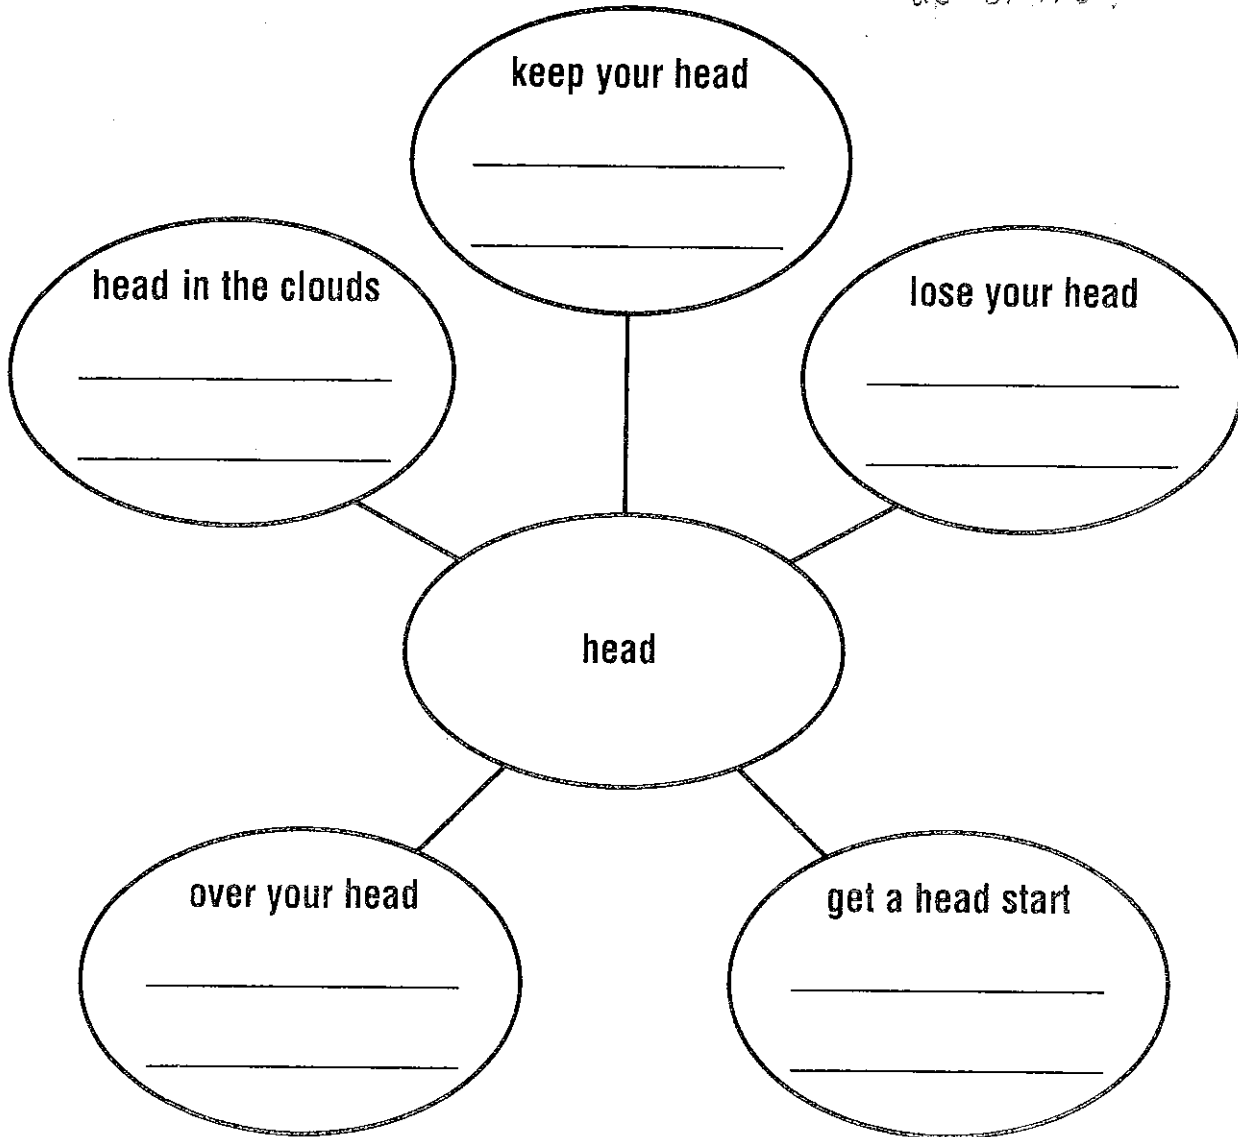 keep your head
head in the clouds
lose your head
head
over your head
get a head start